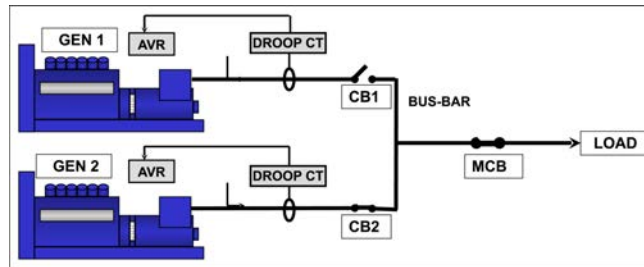 GEN 1
AVR
DROOP CT
CB1
BUS-BAR
MCB
LOAD
GEN 2
AVR
DROOP CT
CB2